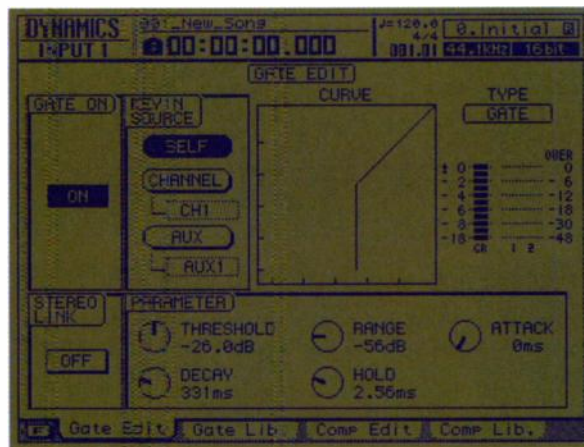 DYNAMICS
INPUT 1
00:_New_Song
00:00:00.000
♩=120.0
4/4
001.01
0.Initial
44.1kHz 16bit
GATE EDIT
GATE ON
ON
KEYIN SOURCE
SELF
CHANNEL
CH1
AUX
AUX1
CURVE
TYPE
GATE
OVER
0 0
2 -6
4 -12
6 -18
8 -30
-18 -48
GR 1 2
STEREO LINK
OFF
PARAMETER
THRESHOLD
-26.0dB
RANGE
-56dB
ATTACK
0ms
DECAY
331ms
HOLD
2.56ms
Gate Edit Gate Lib. Comp Edit Comp Lib.